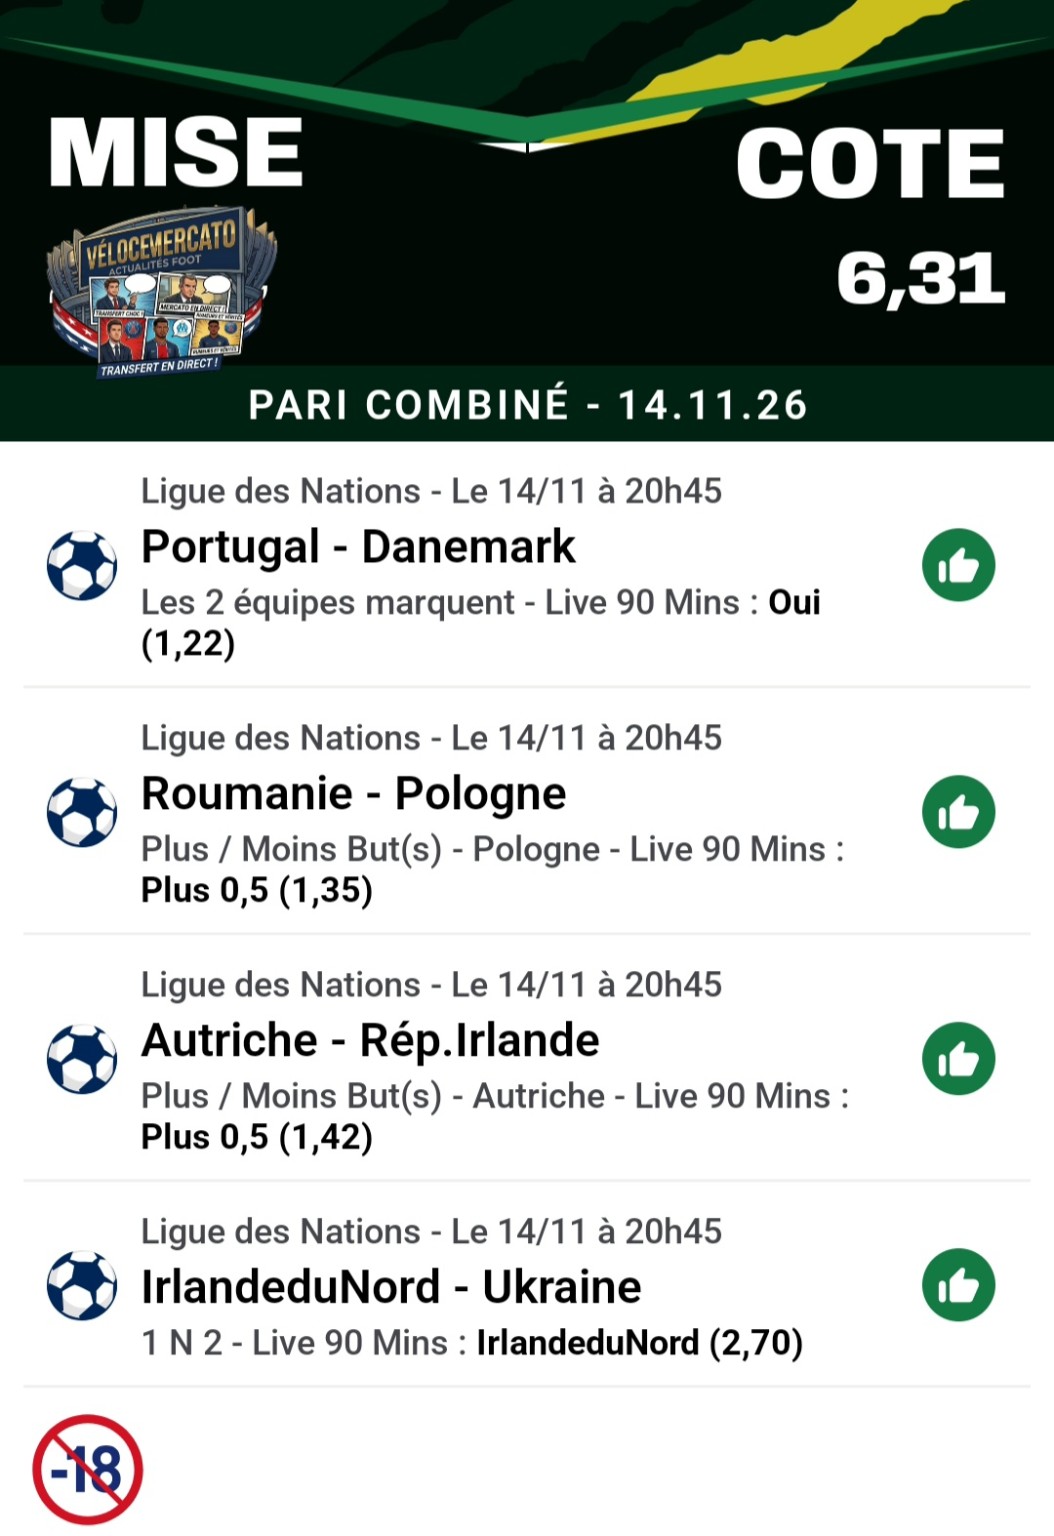 MISE
COTE
VÉLOCEMERCATO
ACTUALITÉS FOOT
TRANSFERT CHOC !
MERCATO EN DIRECT !
TRANSFERT EN DIRECT !
6,31
PARI COMBINÉ - 14.11.26
Ligue des Nations - Le 14/11 à 20h45
Portugal - Danemark
Les 2 équipes marquent - Live 90 Mins : Oui
(1,22)
Ligue des Nations - Le 14/11 à 20h45
Roumanie - Pologne
Plus / Moins But(s) - Pologne - Live 90 Mins :
Plus 0,5 (1,35)
Ligue des Nations - Le 14/11 à 20h45
Autriche - Rép.Irlande
Plus / Moins But(s) - Autriche - Live 90 Mins :
Plus 0,5 (1,42)
Ligue des Nations - Le 14/11 à 20h45
IrlandeduNord - Ukraine
1 N 2 - Live 90 Mins : IrlandeduNord (2,70)
-18